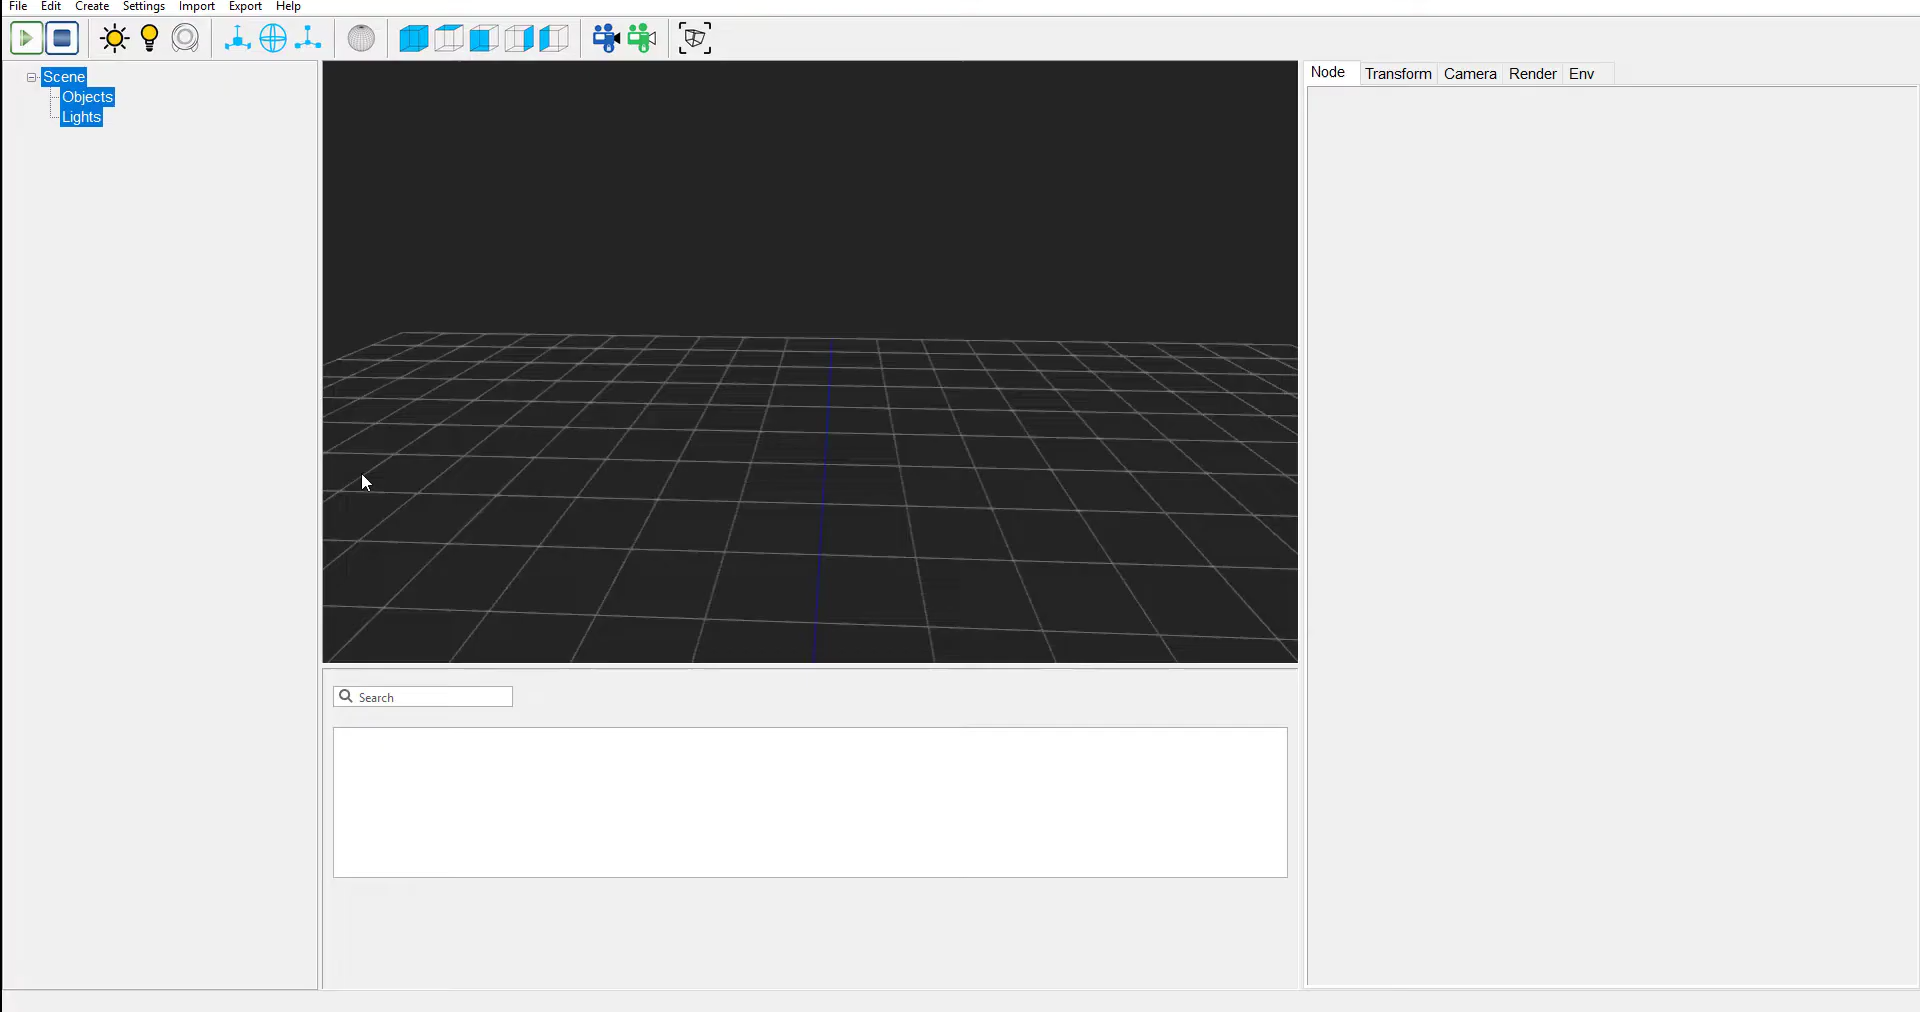 File Edit Create Settings Import Export Help
Scene
Objects
Lights
Node Transform Camera Render Env
Search